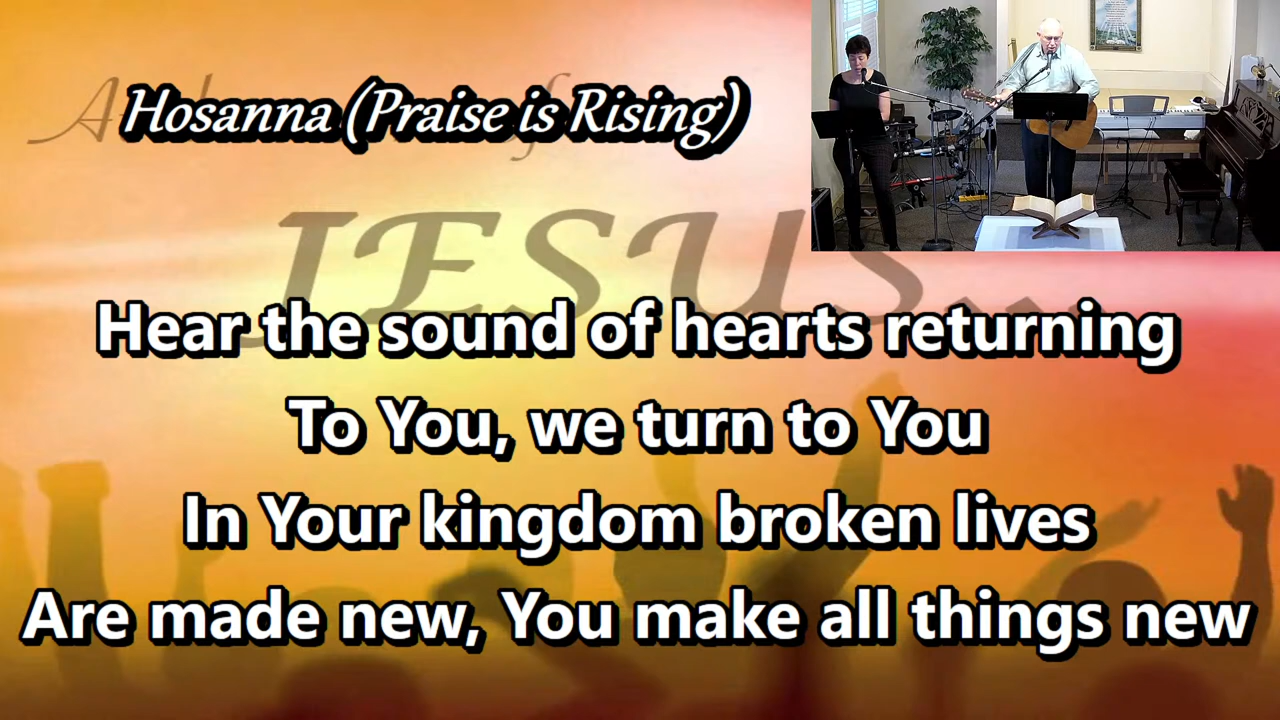 Hosanna (Praise is Rising)
JESUS...
Hear the sound of hearts returning
To You, we turn to You
In Your kingdom broken lives
Are made new, You make all things new